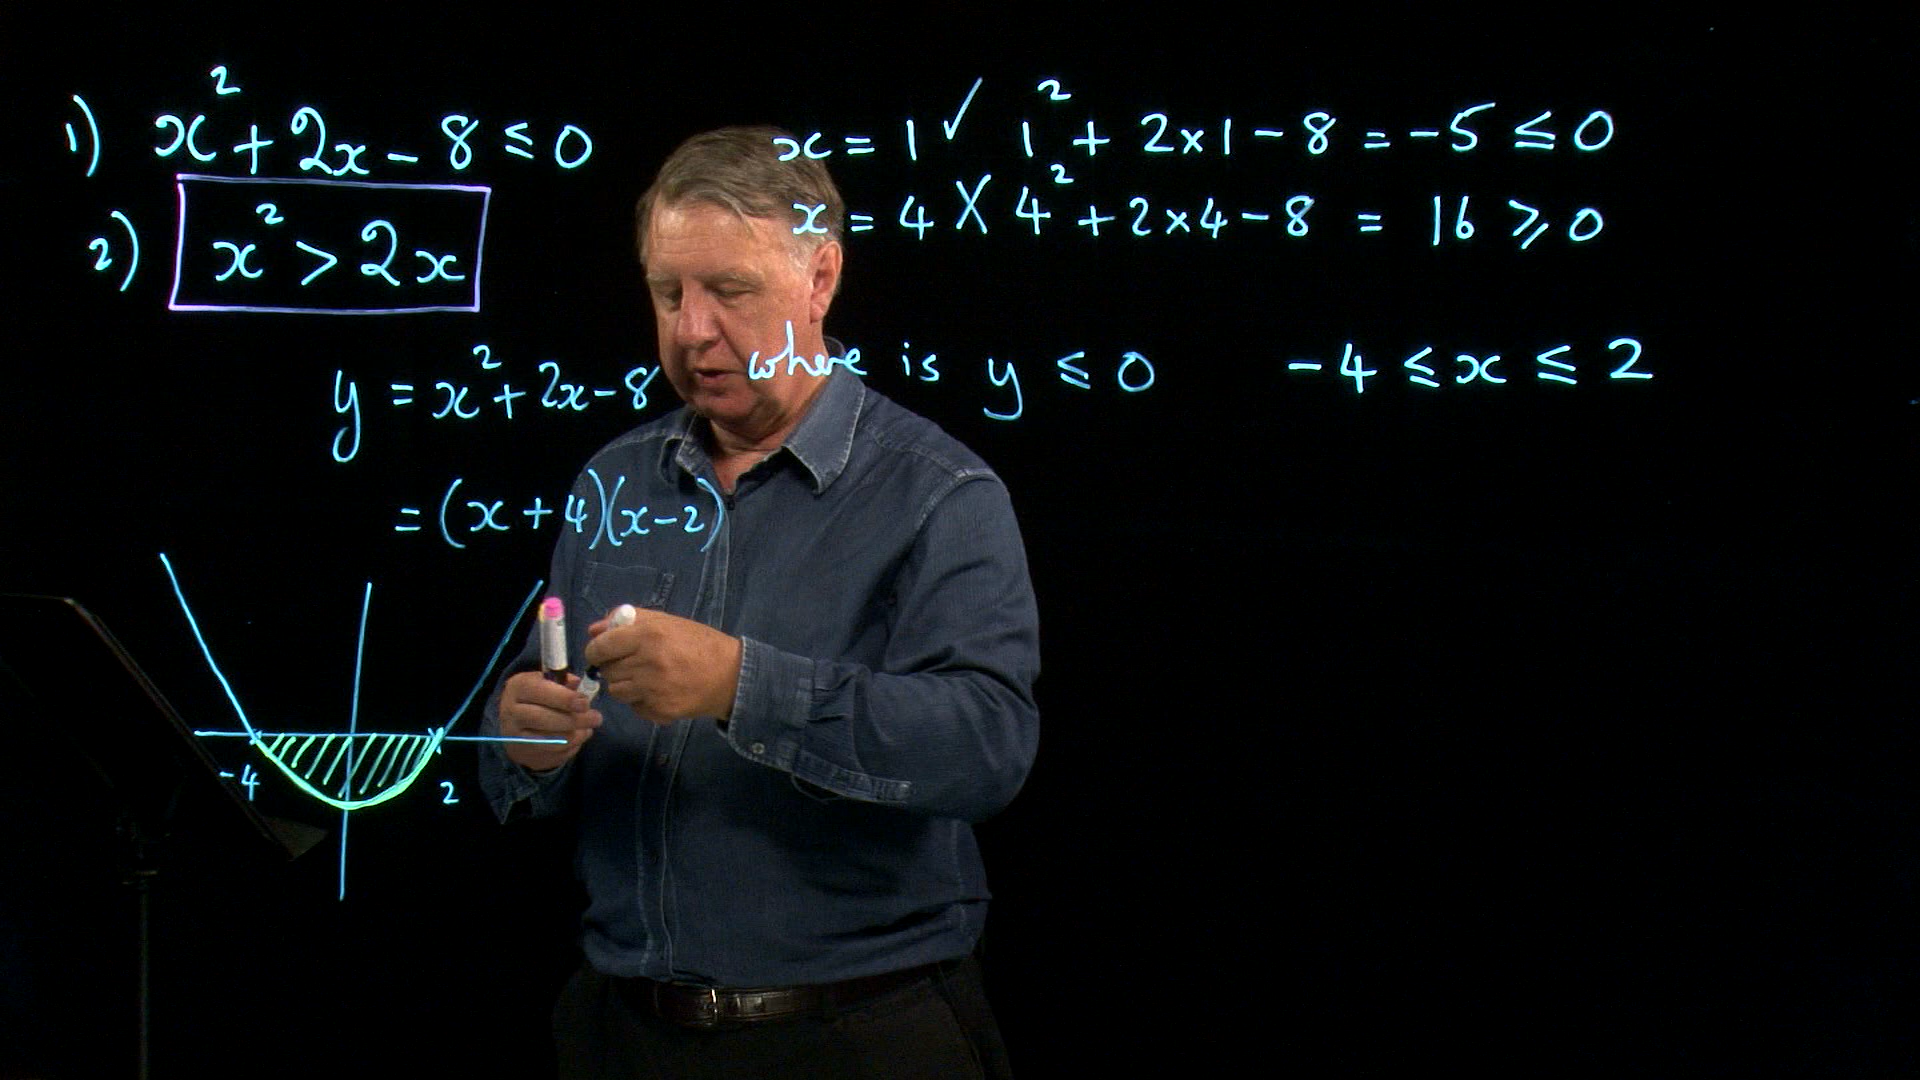 1) x² + 2x - 8 ≤ 0
x = 1 ✓ 1² + 2×1 - 8 = -5 ≤ 0
x = 4 X 4² + 2×4 - 8 = 16 ⩾ 0
2) x² > 2x
y = x² + 2x - 8 where is y ≤ 0 -4 ≤ x ≤ 2
= (x + 4)(x - 2)
-4 2